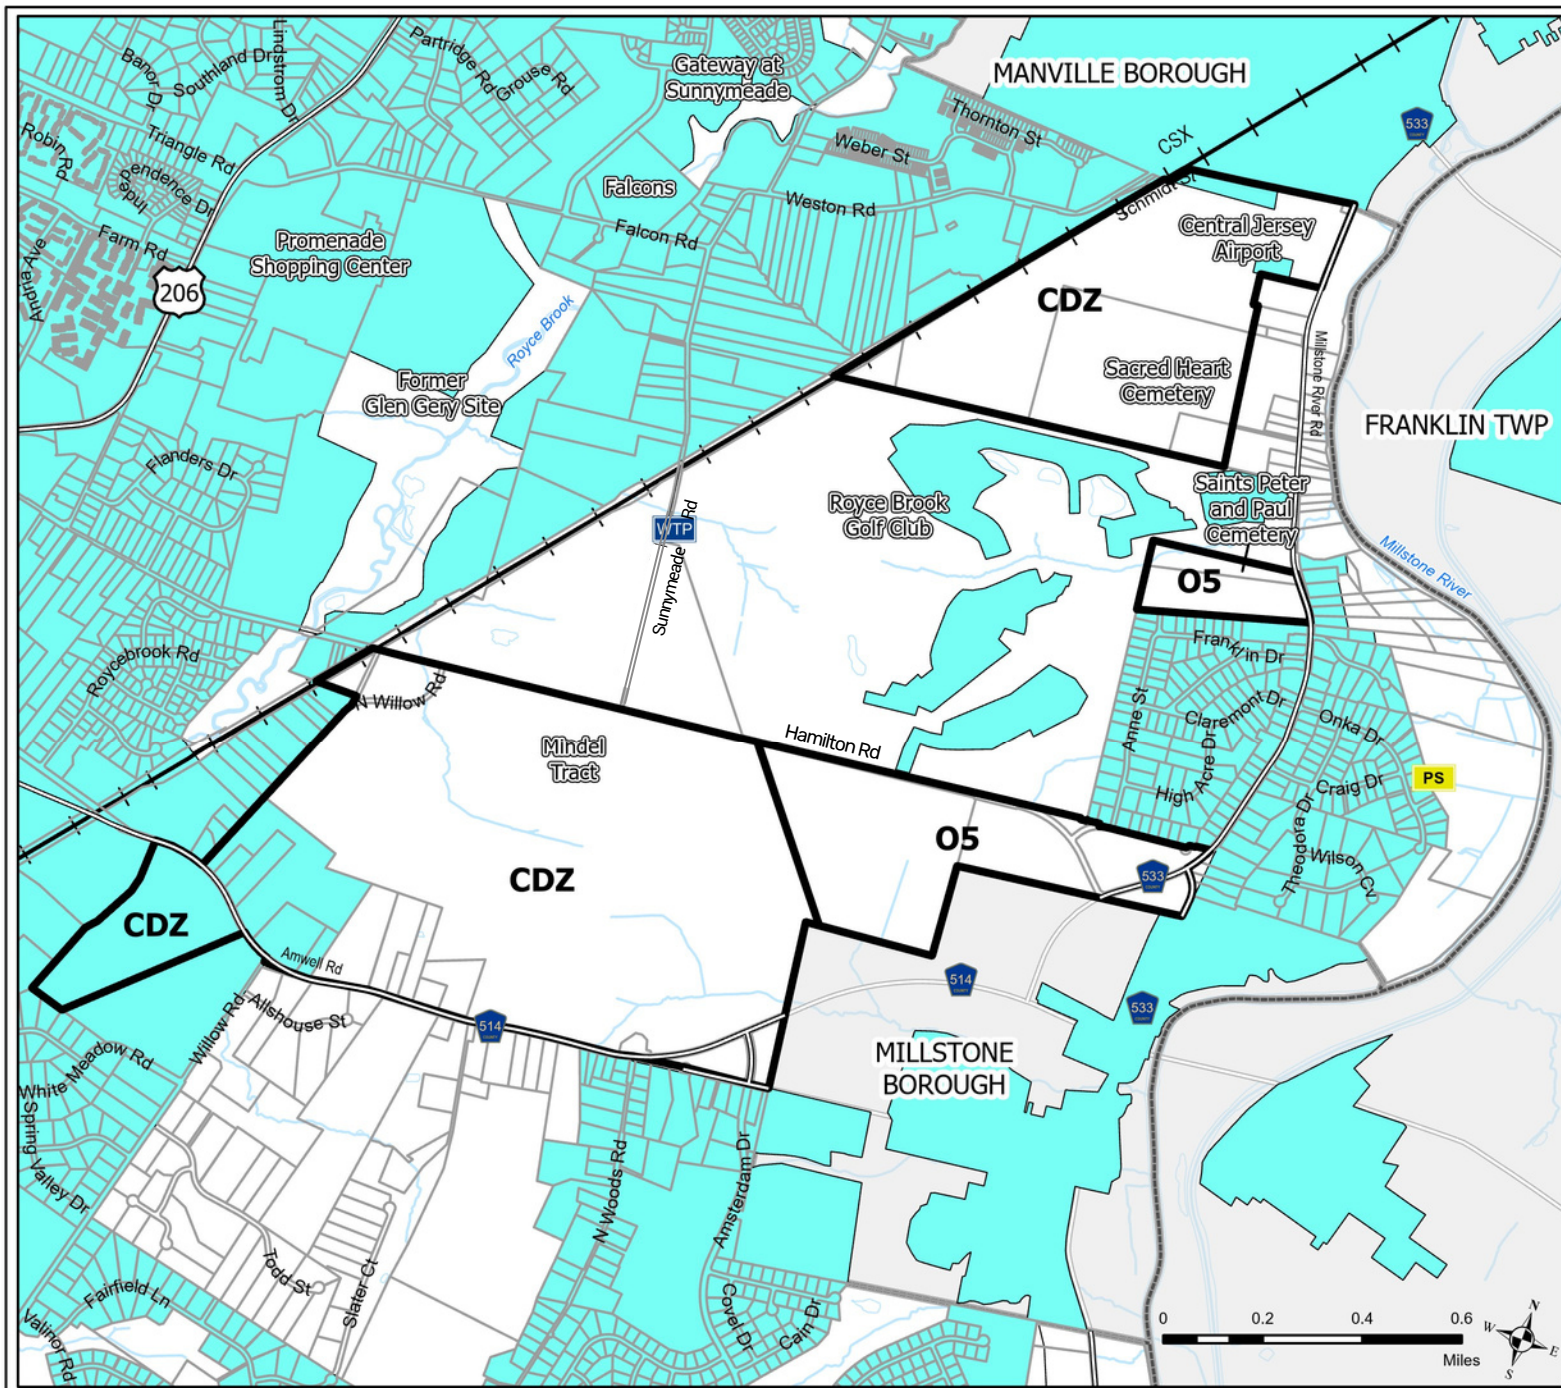 Banor Dr
Southland Dr
Lindstrom Dr
Partridge Rd
Grouse Rd
Gateway at
Sunnymeade
MANVILLE BOROUGH
533
COUNTY
Robin Rd
Triangle Rd
Independence Dr
Thornton St
Weber St
CSX
Schmidt St
Falcons
Weston Rd
Farm Rd
Andria Ave
206
Promenade
Shopping Center
Falcon Rd
Central Jersey
Airport
CDZ
Royce Brook
Millstone River Rd
Former
Glen Gery Site
Sacred Heart
Cemetery
FRANKLIN TWP
Flanders Dr
Royce Brook
Golf Club
Saints Peter
and Paul
Cemetery
WTP
Sunnymeade Rd
Millstone River
O5
Roycebrook Rd
N Willow Rd
Franklin Dr
Anne St
Claremont Dr
Onka Dr
High Acre Dr
Craig Dr
PS
Theodora Dr
Wilson Cv
Mindel
Tract
Hamilton Rd
O5
533
COUNTY
CDZ
CDZ
Amwell Rd
514
COUNTY
514
COUNTY
533
COUNTY
Willow Rd
Allshouse St
White Meadow Rd
Spring Valley Dr
MILLSTONE
BOROUGH
N Woods Rd
Amsterdam Dr
Todd St
Slater Ct
Fairfield Ln
Valinor Rd
Covel Dr
Cain Dr
0
0.2
0.4
0.6
Miles
N
W
E
S